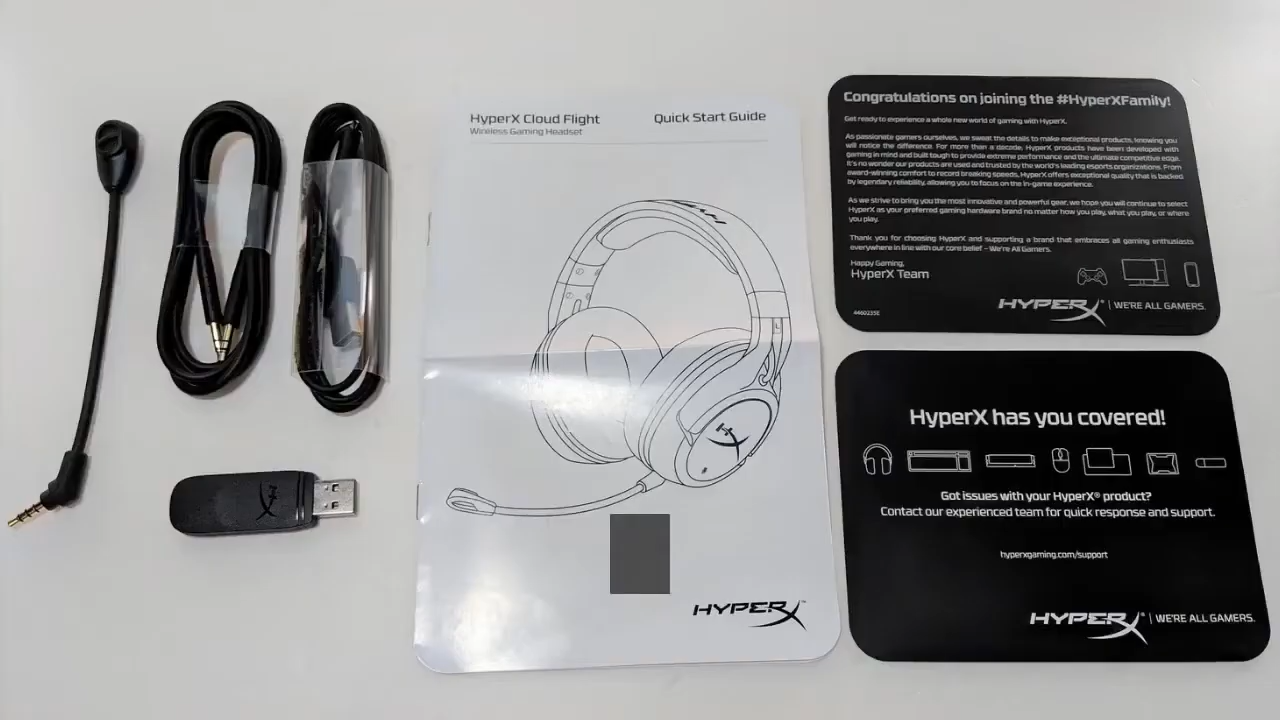 HyperX Cloud Flight
Wireless Gaming Headset
Quick Start Guide
HYPERX™
Congratulations on joining the #HyperXFamily!
Get ready to experience a whole new world of gaming with HyperX.
As passionate gamers ourselves, we sweat the details to make exceptional products, knowing you
will notice the difference. For more than a decade, HyperX products have been developed with
gaming in mind and built tough to provide extreme performance and the ultimate competitive edge.
It's no wonder our products are used and trusted by the world's leading esports organizations. From
award-winning comfort to record breaking speeds, HyperX offers exceptional quality that is backed
by legendary reliability, allowing you to focus on the in-game experience.
As we strive to bring you the most innovative and powerful gear, we hope you will continue to select
HyperX as your preferred gaming hardware brand no matter how you play, what you play, or where
you play.
Thank you for choosing HyperX and supporting a brand that embraces all gaming enthusiasts
everywhere in line with our core belief – We're All Gamers.
Happy Gaming,
HyperX Team
4460235E
HYPERX® | WE'RE ALL GAMERS.
HyperX has you covered!
Got issues with your HyperX® product?
Contact our experienced team for quick response and support.
hyperxgaming.com/support
HYPERX® | WE'RE ALL GAMERS.